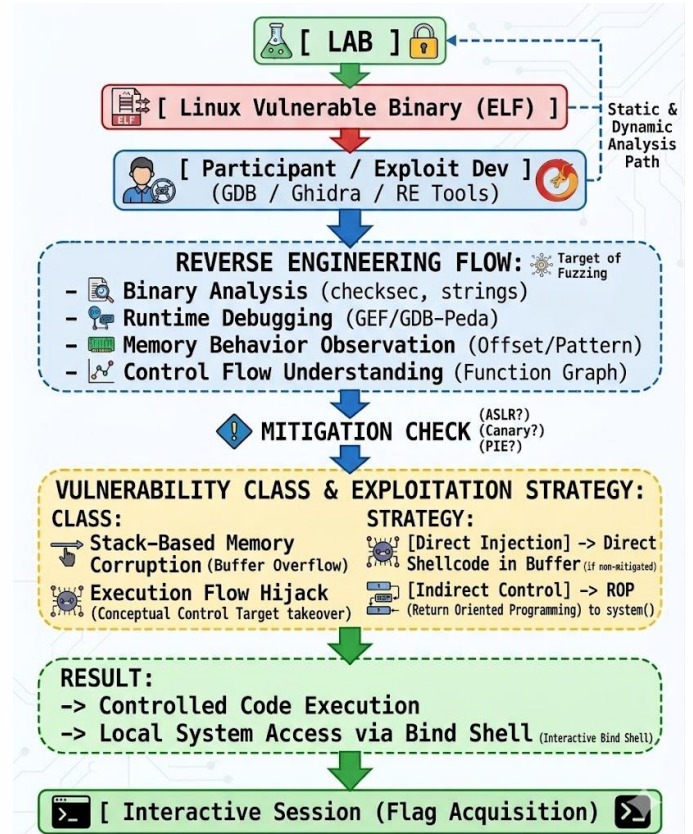 [ LAB ]
ELF
[ Linux Vulnerable Binary (ELF) ]
Static &
Dynamic
Analysis
Path
[ Participant / Exploit Dev ]
(GDB / Ghidra / RE Tools)
REVERSE ENGINEERING FLOW:
Target of
Fuzzing
- Binary Analysis (checksec, strings)
- Runtime Debugging (GEF/GDB-Peda)
- Memory Behavior Observation (Offset/Pattern)
- Control Flow Understanding (Function Graph)
MITIGATION CHECK
(ASLR?)
(Canary?)
(PIE?)
VULNERABILITY CLASS & EXPLOITATION STRATEGY:
CLASS:
Stack-Based Memory
Corruption (Buffer Overflow)
Execution Flow Hijack
(Conceptual Control Target takeover)
STRATEGY:
[Direct Injection] -> Direct
Shellcode in Buffer (if non-mitigated)
[Indirect Control] -> ROP
(Return Oriented Programming) to system()
RESULT:
-> Controlled Code Execution
-> Local System Access via Bind Shell (Interactive Bind Shell)
[ Interactive Session (Flag Acquisition) ]